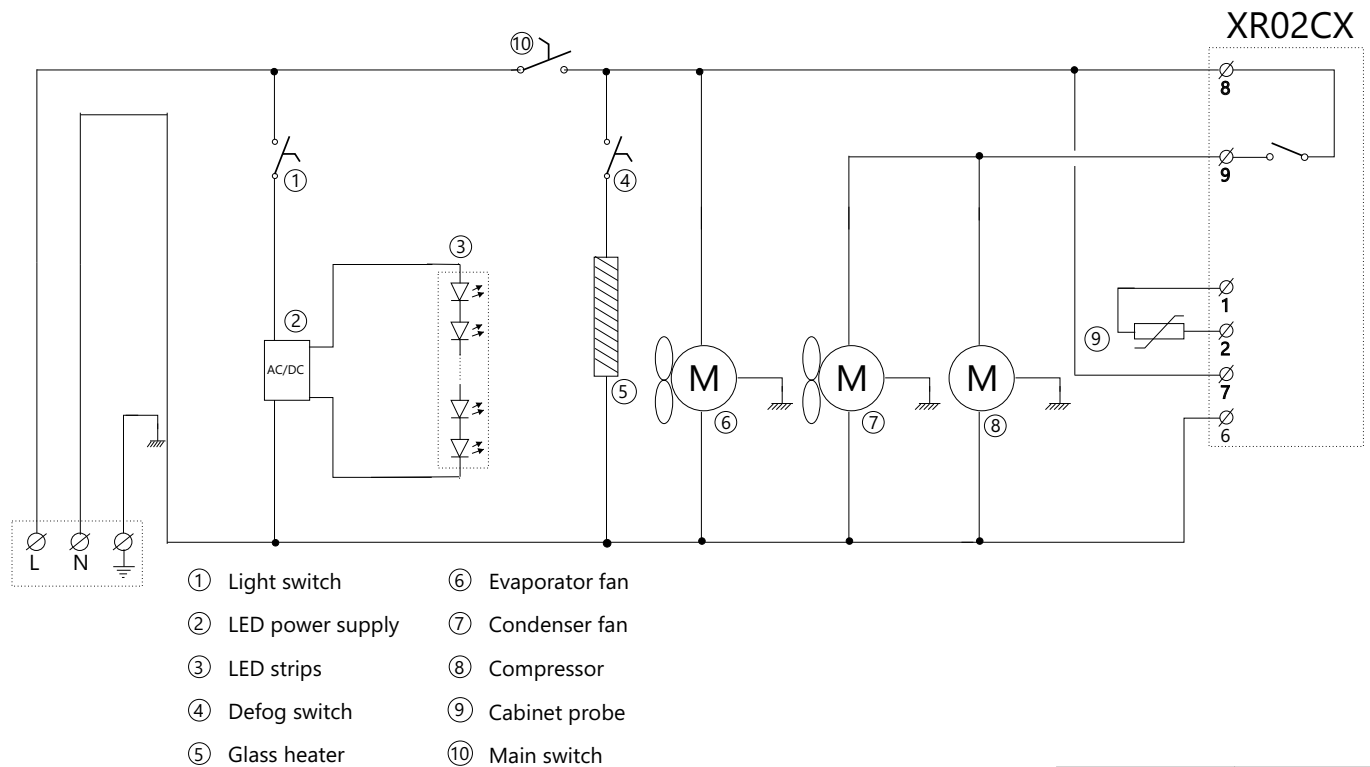 XR02CX
⑩
8
①
④
9
③
1
②
⑨
2
AC/DC
M
M
M
7
⑤
⑥
⑦
⑧
6
L N
① Light switch
② LED power supply
③ LED strips
④ Defog switch
⑤ Glass heater
⑥ Evaporator fan
⑦ Condenser fan
⑧ Compressor
⑨ Cabinet probe
⑩ Main switch